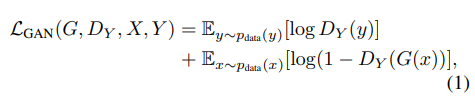 ℒ_GAN(G, D_Y, X, Y) = 𝔼_{y∼p_data(y)}[log D_Y(y)]
+ 𝔼_{x∼p_data(x)}[log(1 − D_Y(G(x))],
(1)